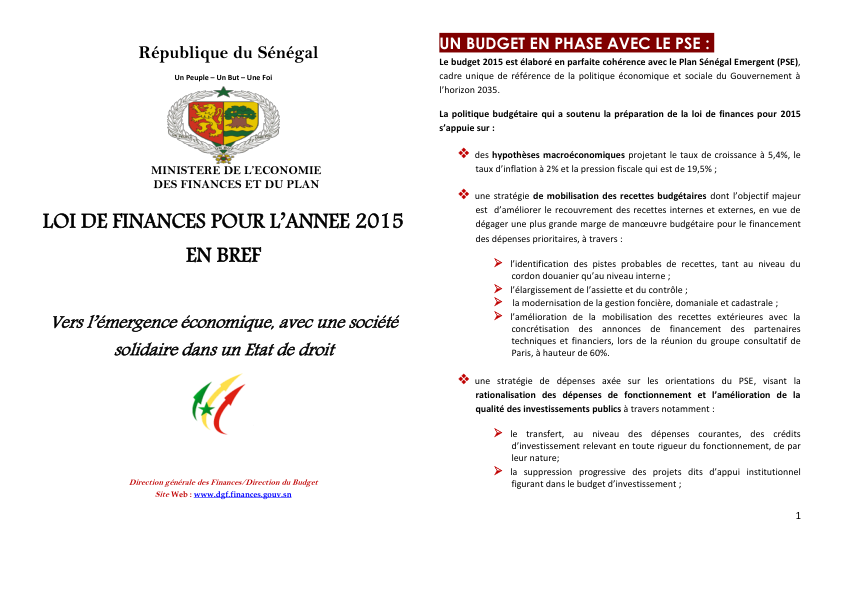 République du Sénégal
Un Peuple – Un But – Une Foi
MINISTERE DE L'ECONOMIE
DES FINANCES ET DU PLAN
LOI DE FINANCES POUR L'ANNEE 2015
EN BREF
Vers l'émergence économique, avec une société
solidaire dans un Etat de droit
Direction générale des Finances/Direction du Budget
Site Web : www.dgf.finances.gouv.sn
UN BUDGET EN PHASE AVEC LE PSE :
Le budget 2015 est élaboré en parfaite cohérence avec le Plan Sénégal Emergent (PSE),
cadre unique de référence de la politique économique et sociale du Gouvernement à
l'horizon 2035.
La politique budgétaire qui a soutenu la préparation de la loi de finances pour 2015
s'appuie sur :
❖ des hypothèses macroéconomiques projetant le taux de croissance à 5,4%, le
taux d'inflation à 2% et la pression fiscale qui est de 19,5% ;
❖ une stratégie de mobilisation des recettes budgétaires dont l'objectif majeur
est d'améliorer le recouvrement des recettes internes et externes, en vue de
dégager une plus grande marge de manœuvre budgétaire pour le financement
des dépenses prioritaires, à travers :
➢ l'identification des pistes probables de recettes, tant au niveau du
cordon douanier qu'au niveau interne ;
➢ l'élargissement de l'assiette et du contrôle ;
➢ la modernisation de la gestion foncière, domaniale et cadastrale ;
➢ l'amélioration de la mobilisation des recettes extérieures avec la
concrétisation des annonces de financement des partenaires
techniques et financiers, lors de la réunion du groupe consultatif de
Paris, à hauteur de 60%.
❖ une stratégie de dépenses axée sur les orientations du PSE, visant la
rationalisation des dépenses de fonctionnement et l'amélioration de la
qualité des investissements publics à travers notamment :
➢ le transfert, au niveau des dépenses courantes, des crédits
d'investissement relevant en toute rigueur du fonctionnement, de par
leur nature;
➢ la suppression progressive des projets dits d'appui institutionnel
figurant dans le budget d'investissement ;
1